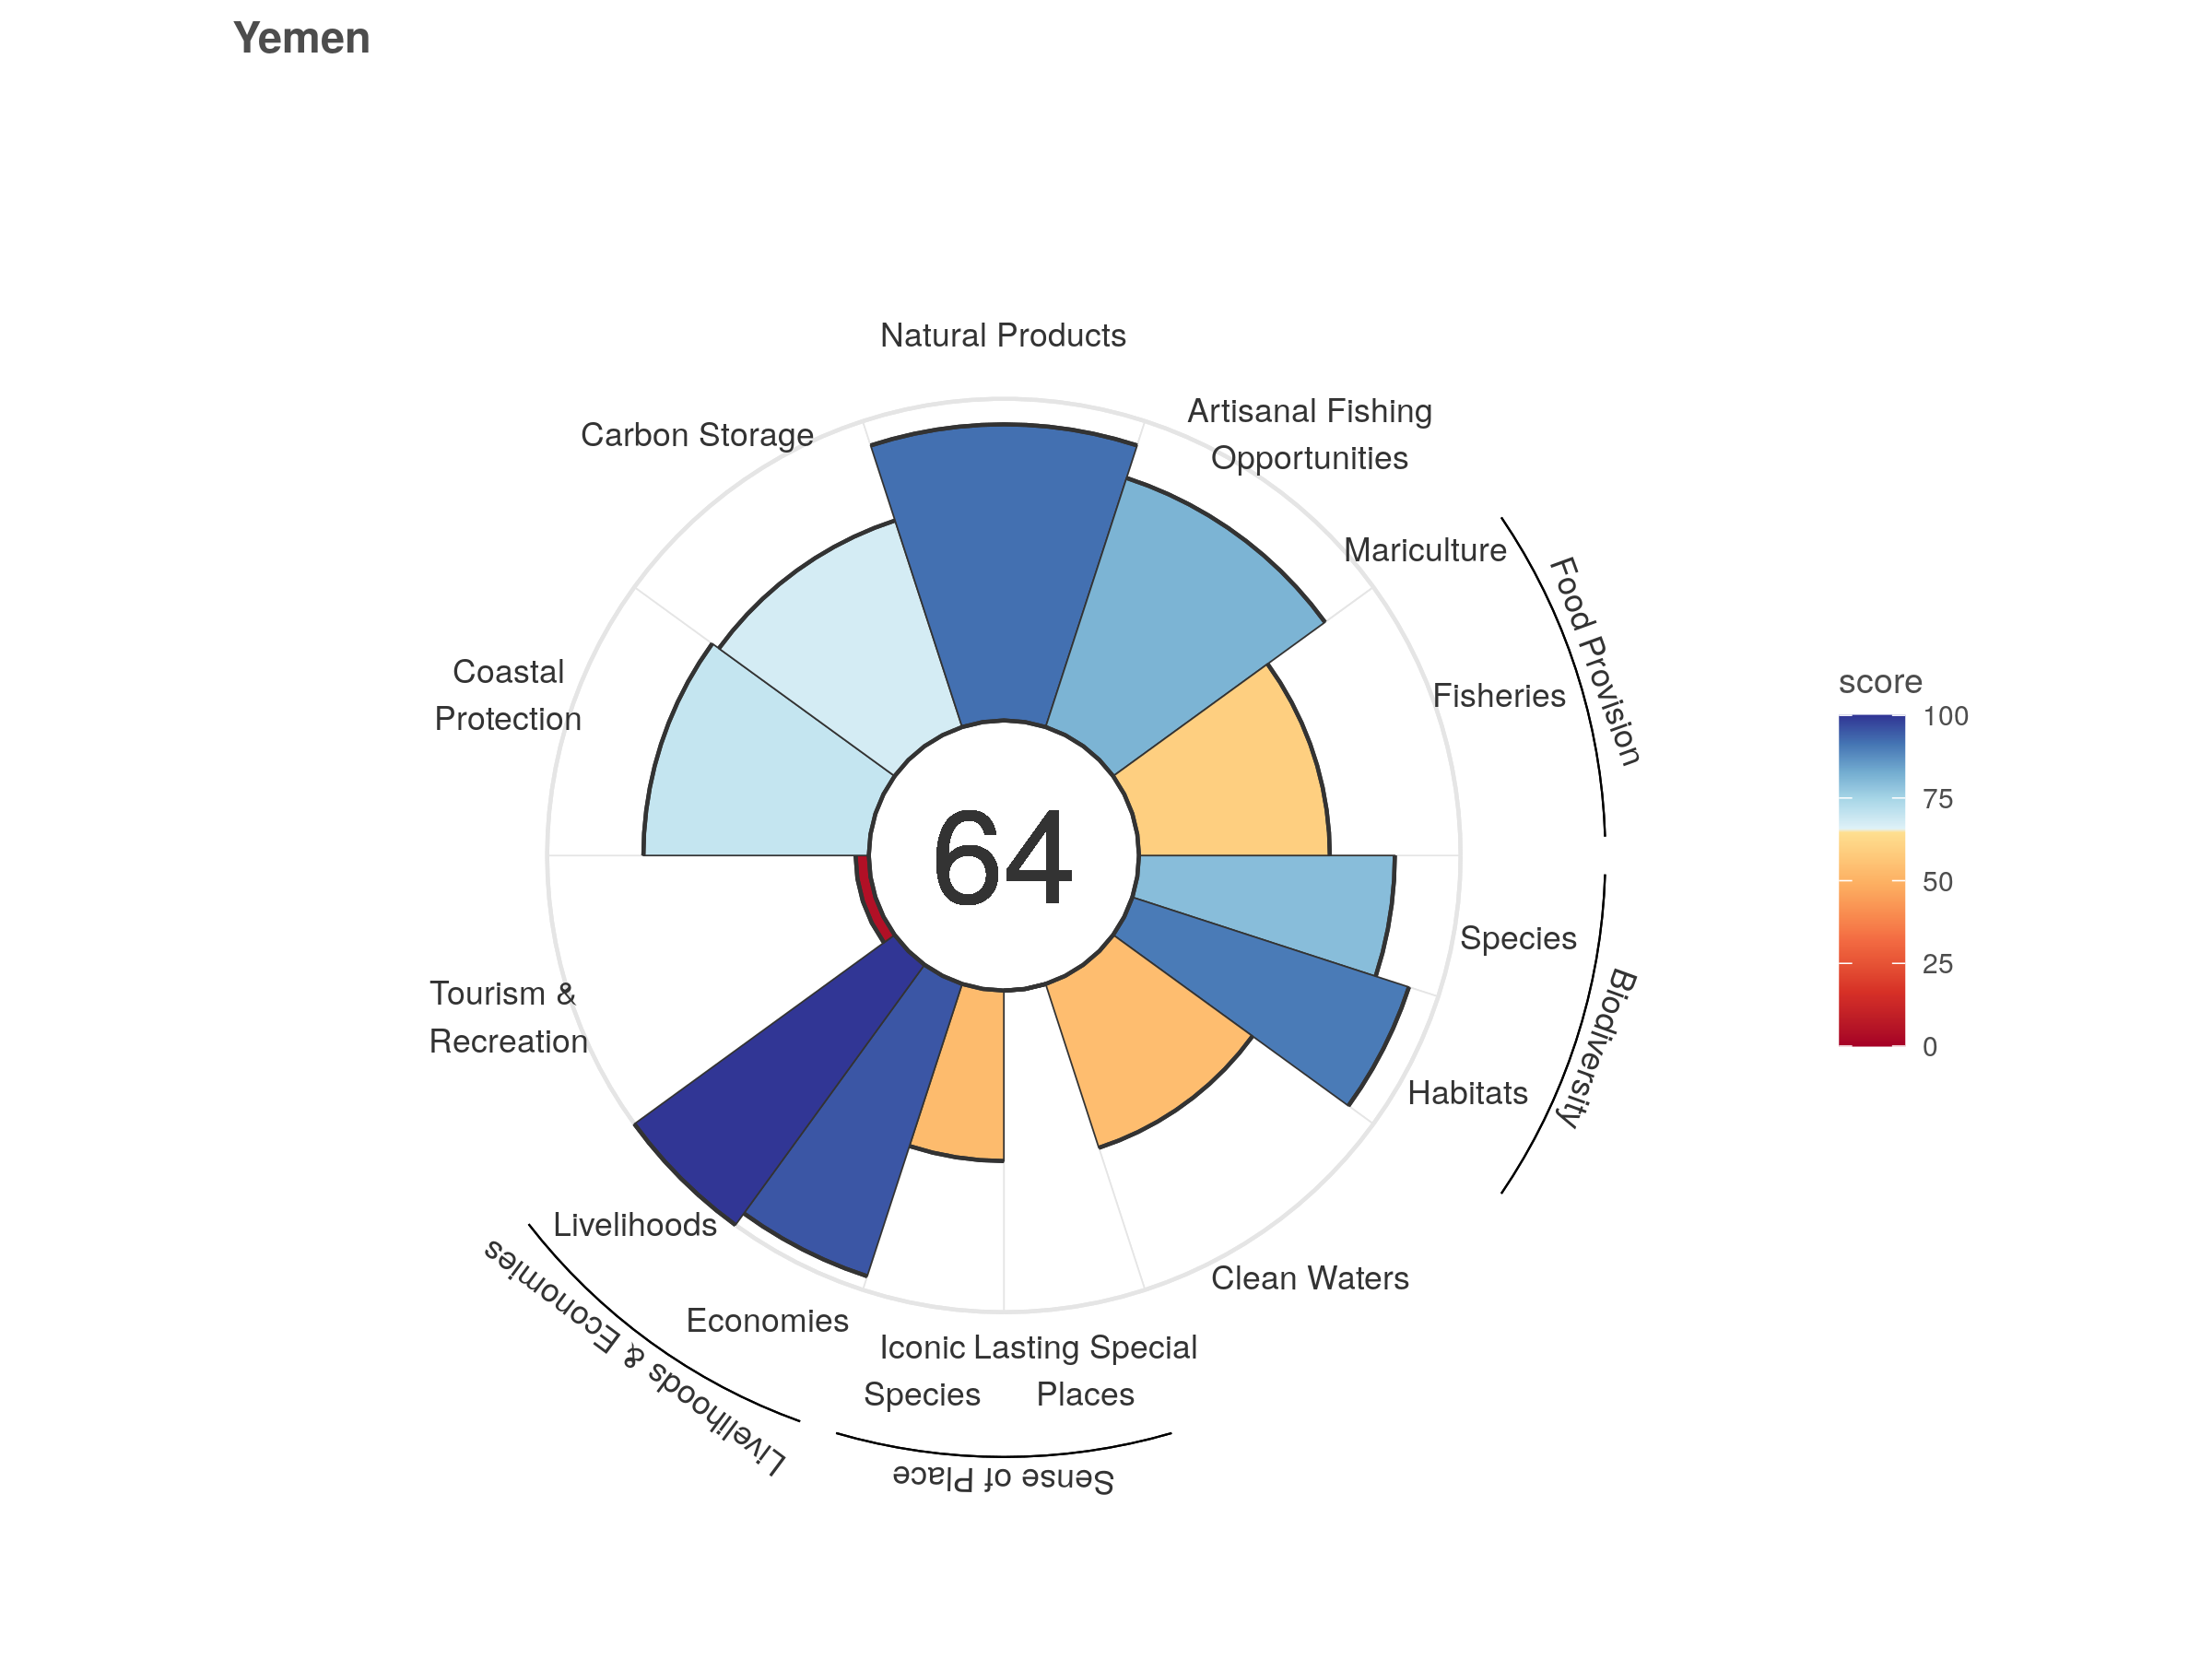 Yemen
Natural Products
Artisanal Fishing
Opportunities
Carbon Storage
Mariculture
Food Provision
Fisheries
Coastal
Protection
64
score
100
75
50
25
0
Species
Biodiversity
Habitats
Tourism &
Recreation
Livelihoods
Livelihoods & Economies
Economies
Clean Waters
Iconic
Species
Lasting Special
Places
Sense of Place